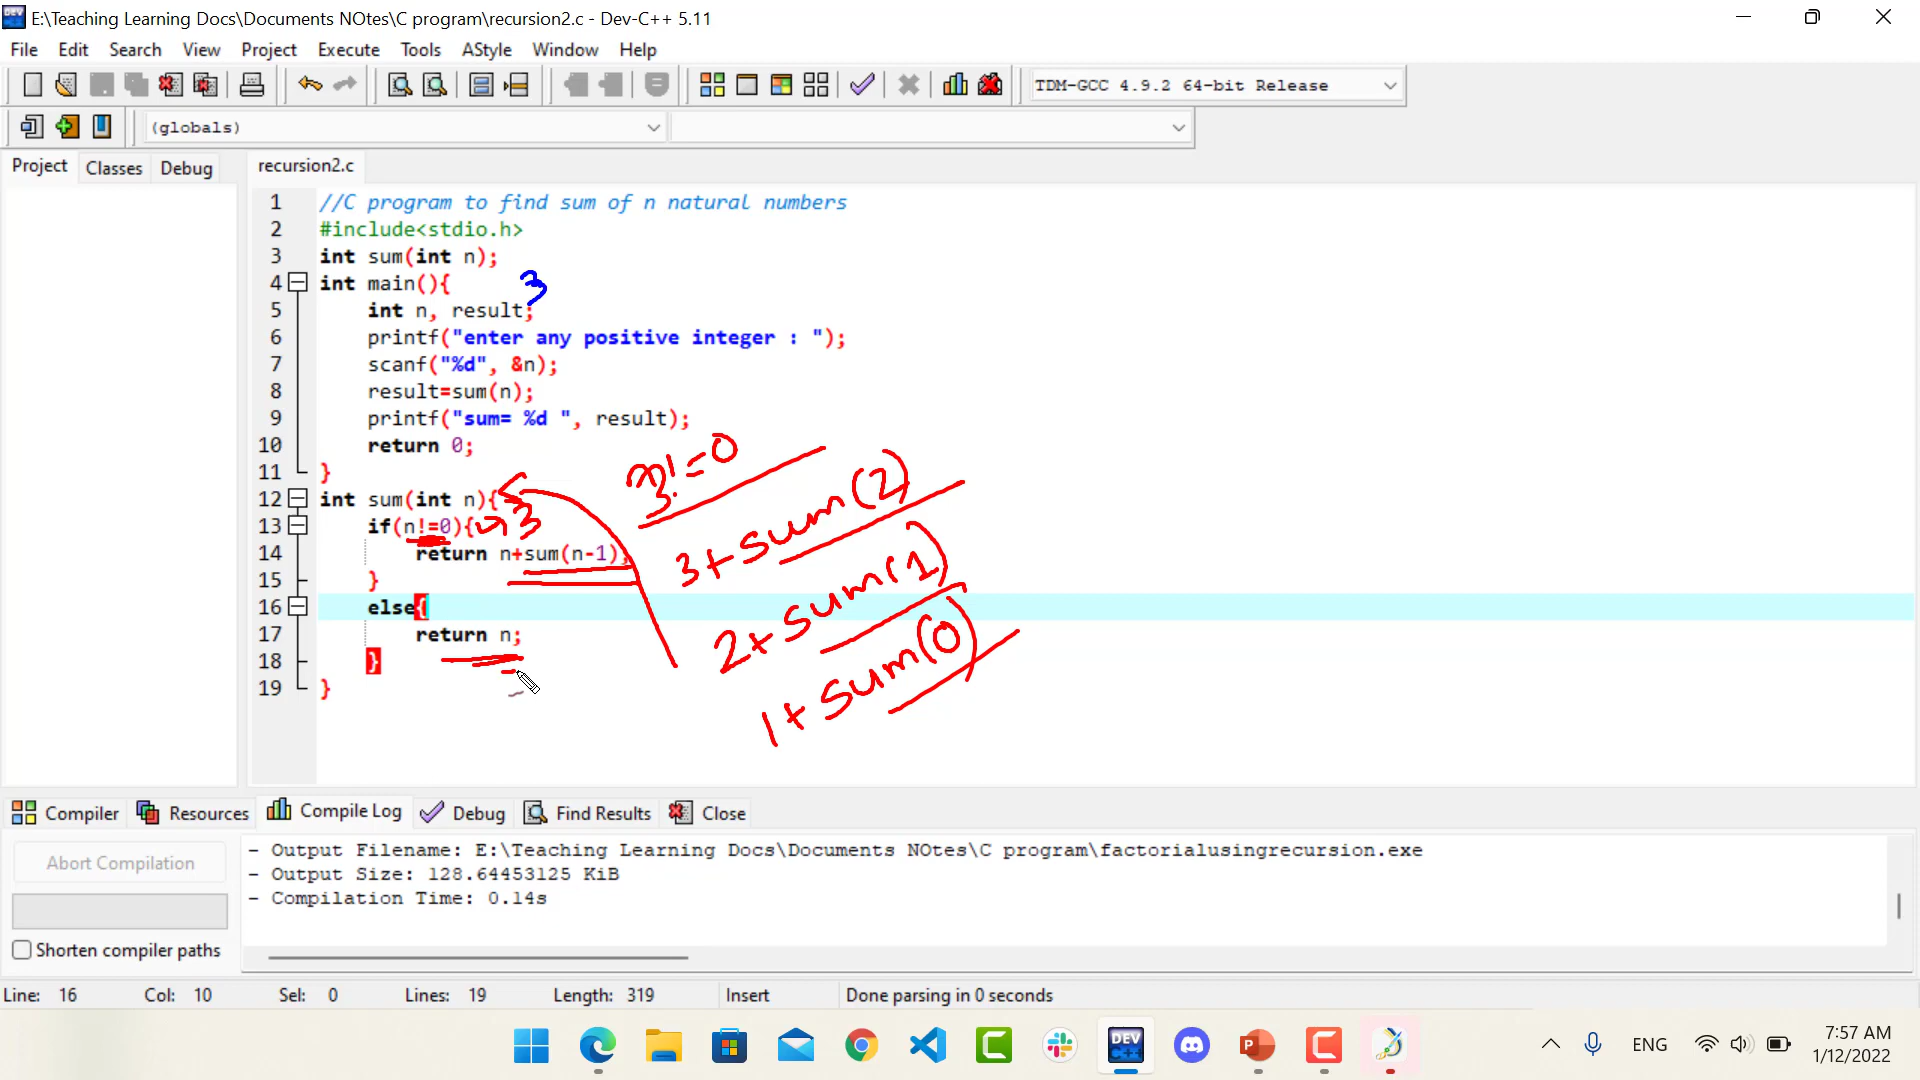 E:\Teaching Learning Docs\Documents NOtes\C program\recursion2.c - Dev-C++ 5.11
File Edit Search View Project Execute Tools AStyle Window Help
TDM-GCC 4.9.2 64-bit Release
(globals)
Project Classes Debug recursion2.c
1 //C program to find sum of n natural numbers
2 #include<stdio.h>
3 int sum(int n);
4 int main(){
3
5 int n, result;
6 printf("enter any positive integer : ");
7 scanf("%d", &n);
8 result=sum(n);
9 printf("sum= %d ", result);
10 return 0;
11 }
12 int sum(int n){
13 if(n!=0){
3
14 return n+sum(n-1);
15 }
16 else{
17 return n;
18 }
19 }
3!=0
3+sum(2)
2+sum(1)
1+sum(0)
Compiler Resources Compile Log Debug Find Results Close
Abort Compilation
Shorten compiler paths
- Output Filename: E:\Teaching Learning Docs\Documents NOtes\C program\factorialusingrecursion.exe
- Output Size: 128.64453125 KiB
- Compilation Time: 0.14s
Line: 16 Col: 10 Sel: 0 Lines: 19 Length: 319 Insert Done parsing in 0 seconds
DEV C++
ENG
7:57 AM
1/12/2022